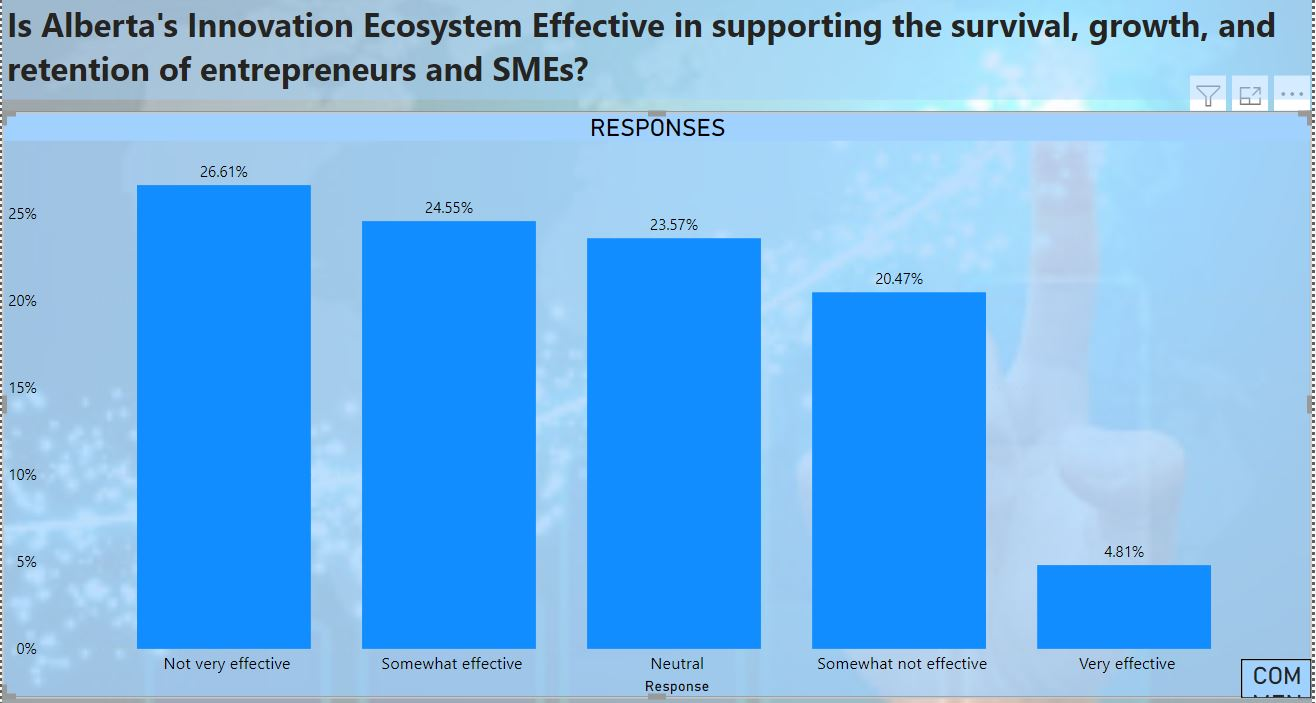 Is Alberta's Innovation Ecosystem Effective in supporting the survival, growth, and
retention of entrepreneurs and SMEs?
RESPONSES
26.61%
24.55%
23.57%
20.47%
4.81%
25%
20%
15%
10%
5%
0%
Not very effective
Somewhat effective
Neutral
Somewhat not effective
Very effective
Response
COM